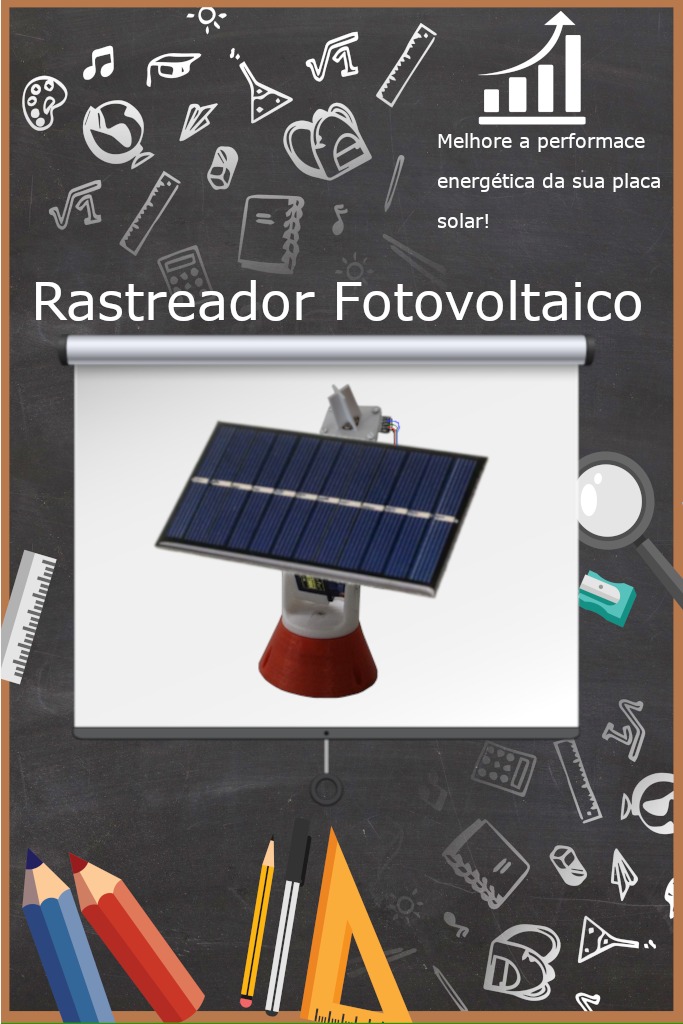 Melhore a performace
energética da sua placa
solar!
Rastreador Fotovoltaico